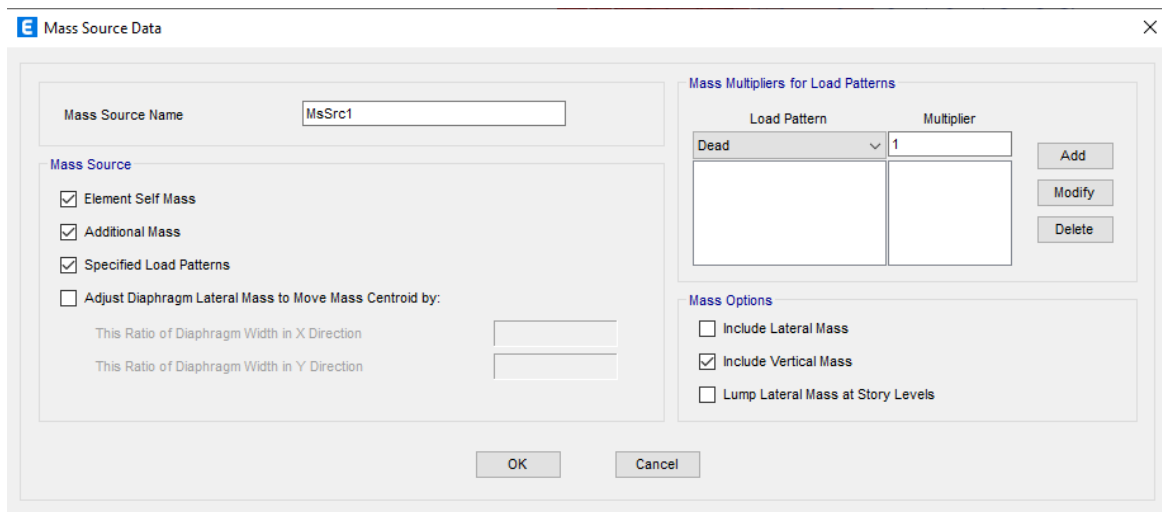 E Mass Source Data
Mass Source Name MsSrc1
Mass Source
Element Self Mass
Additional Mass
Specified Load Patterns
Adjust Diaphragm Lateral Mass to Move Mass Centroid by:
This Ratio of Diaphragm Width in X Direction
This Ratio of Diaphragm Width in Y Direction
Mass Multipliers for Load Patterns
Load Pattern Multiplier
Dead 1
Add
Modify
Delete
Mass Options
Include Lateral Mass
Include Vertical Mass
Lump Lateral Mass at Story Levels
OK Cancel